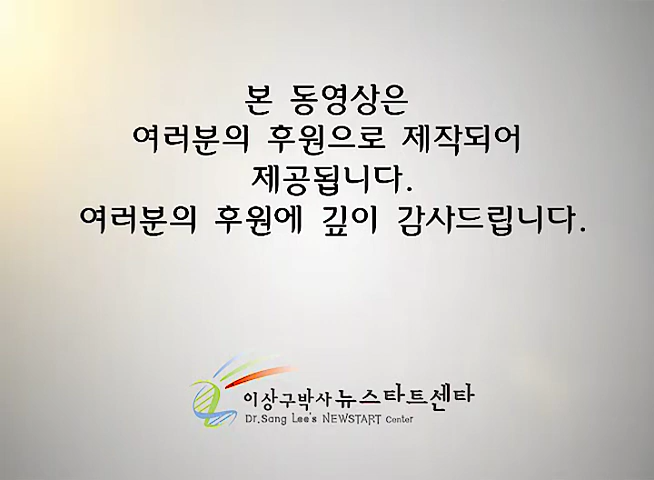 본 동영상은
여러분의 후원으로 제작되어
제공됩니다.
여러분의 후원에 깊이 감사드립니다.
이상구박사 뉴스타트센타
Dr.Sang Lee's NEWSTART Center